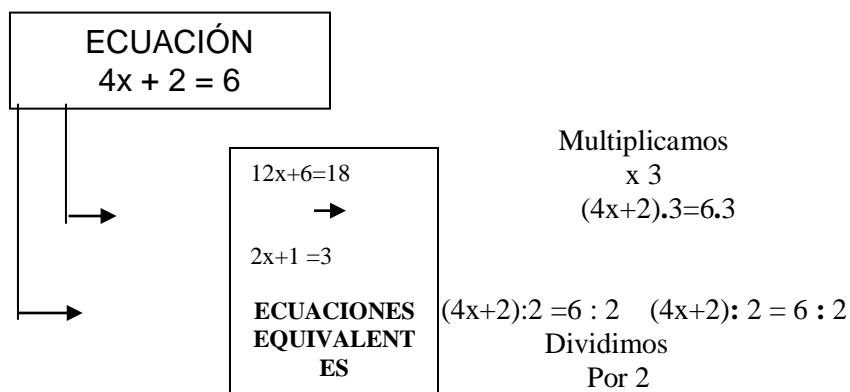 ECUACIÓN
4x + 2 = 6
Multiplicamos
x 3
(4x+2).3=6.3
12x+6=18
2x+1 =3
ECUACIONES
EQUIVALENT
ES
(4x+2):2 =6 : 2 (4x+2): 2 = 6 : 2
Dividimos
Por 2